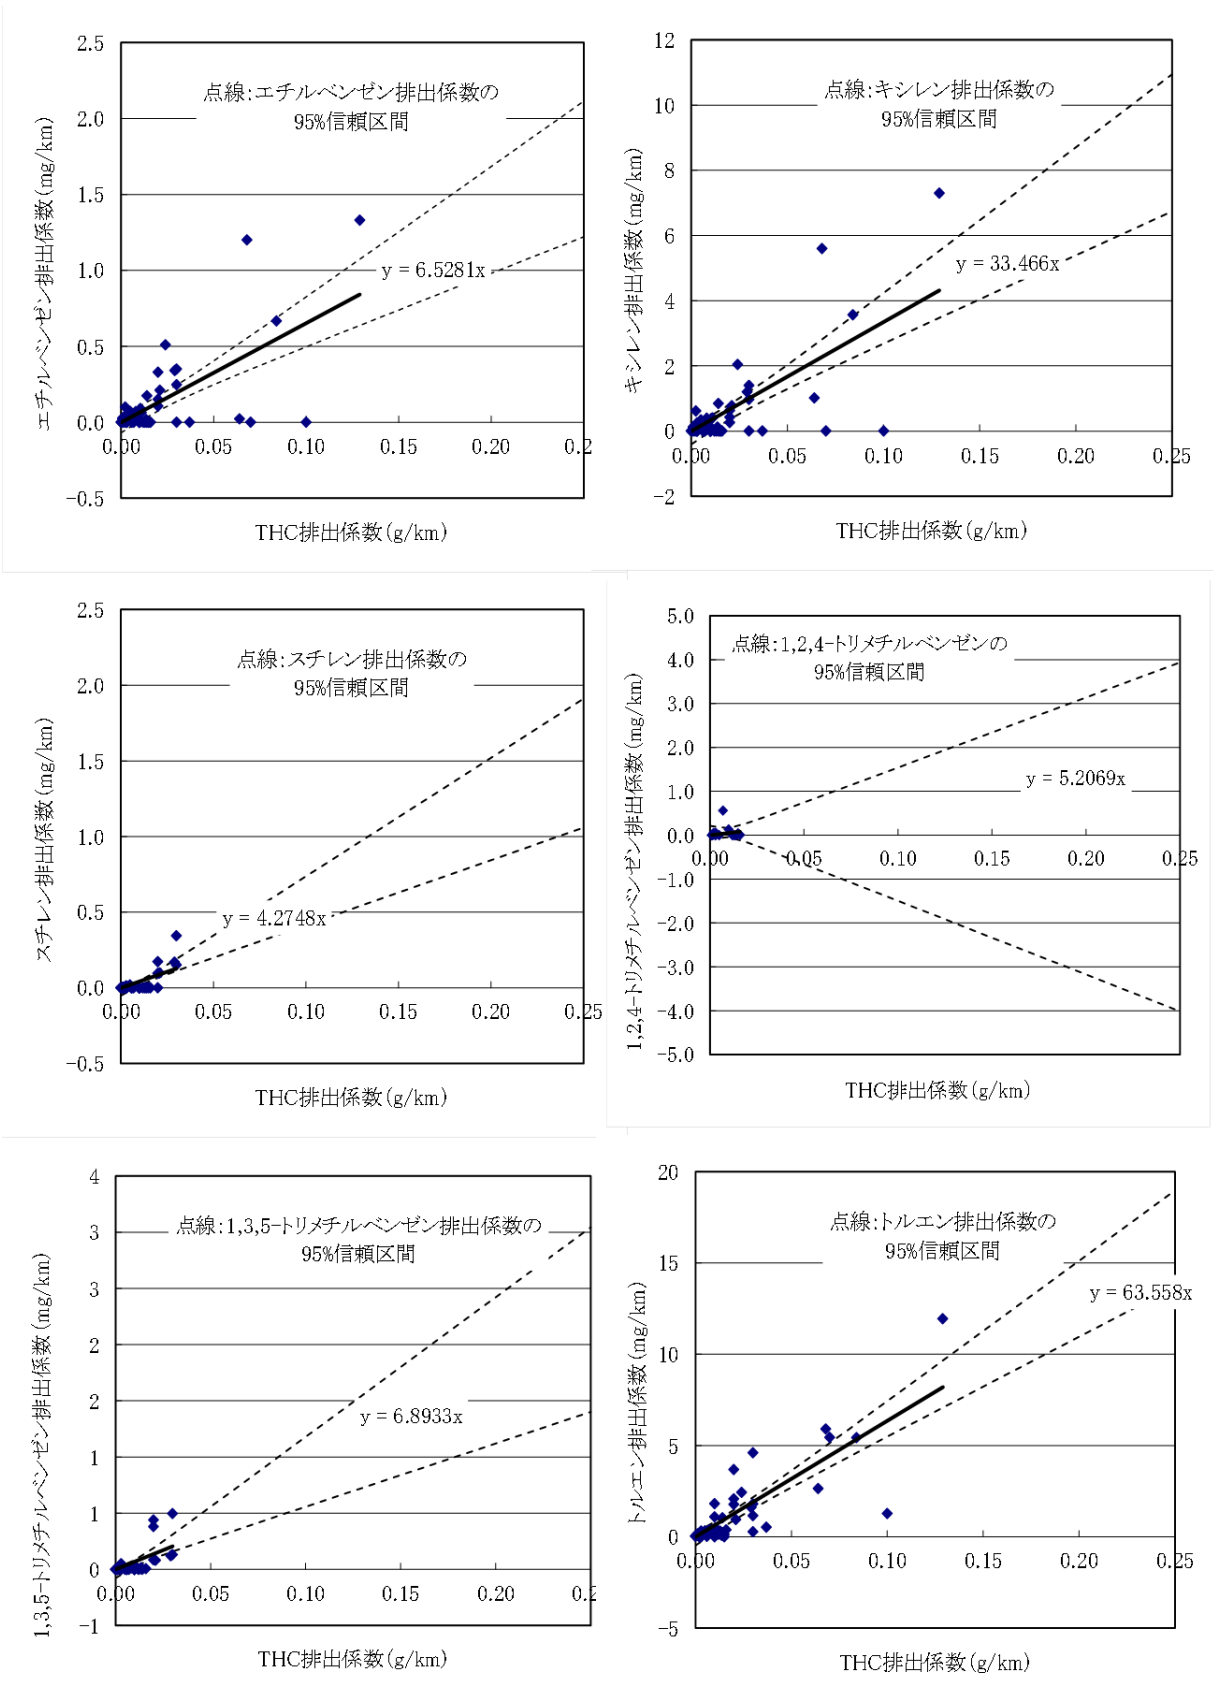 2.5
2.0
1.5
1.0
0.5
0.0
-0.5
点線:エチルベンゼン排出係数の
95%信頼区間
y = 6.5281x
0.00 0.05 0.10 0.15 0.20 0.2
エチルベンゼン排出係数(mg/km)
THC排出係数(g/km)
12
10
8
6
4
2
0
-2
点線:キシレン排出係数の
95%信頼区間
y = 33.466x
0.00 0.05 0.10 0.15 0.20 0.25
キシレン排出係数(mg/km)
THC排出係数(g/km)
2.5
2.0
1.5
1.0
0.5
0.0
-0.5
点線:スチレン排出係数の
95%信頼区間
y = 4.2748x
0.00 0.05 0.10 0.15 0.20 0.25
スチレン排出係数(mg/km)
THC排出係数(g/km)
5.0
4.0
3.0
2.0
1.0
0.0
-1.0
-2.0
-3.0
-4.0
-5.0
点線:1,2,4-トリメチルベンゼンの
95%信頼区間
y = 5.2069x
0.00 0.05 0.10 0.15 0.20 0.25
1,2,4-トリメチルベンゼン排出係数(mg/km)
THC排出係数(g/km)
4
3
3
2
2
1
1
0
-1
点線:1,3,5-トリメチルベンゼン排出係数の
95%信頼区間
y = 6.8933x
0.00 0.05 0.10 0.15 0.20 0.2
1,3,5-トリメチルベンゼン排出係数(mg/km)
THC排出係数(g/km)
20
15
10
5
0
-5
点線:トルエン排出係数の
95%信頼区間
y = 63.558x
0.00 0.05 0.10 0.15 0.20 0.25
トルエン排出係数(mg/km)
THC排出係数(g/km)